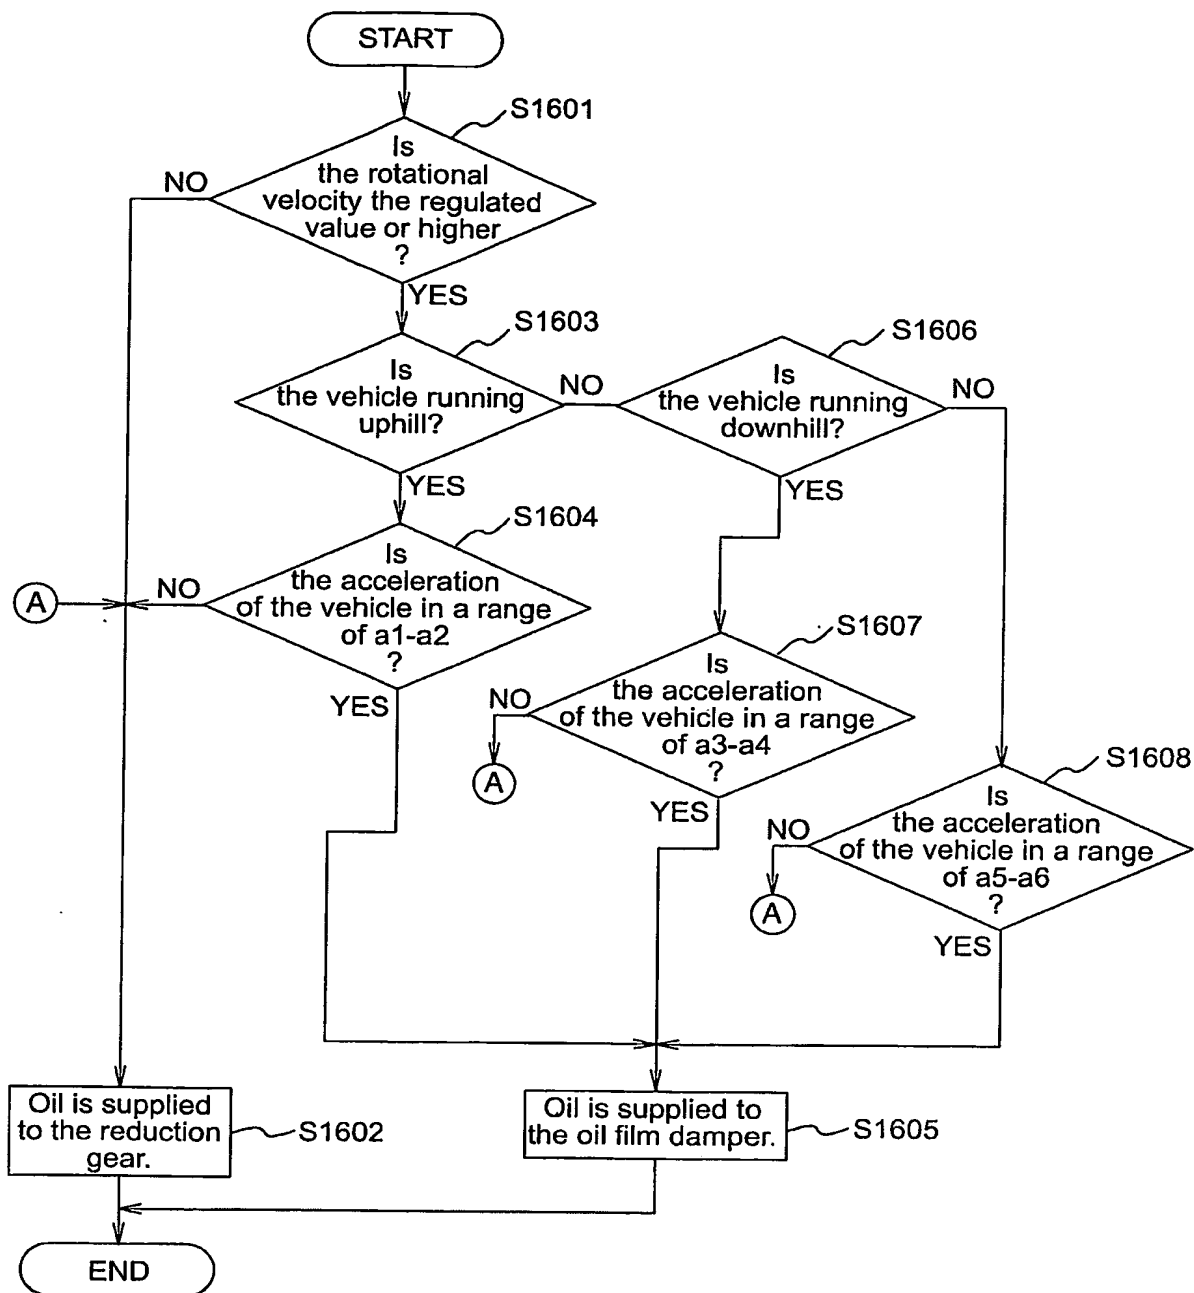 START
S1601
Is
the rotational
velocity the regulated
value or higher
?
NO
YES
S1603
Is
the vehicle running
uphill?
NO
YES
S1606
Is
the vehicle running
downhill?
NO
YES
S1604
Is
the acceleration
of the vehicle in a range
of a1-a2
?
NO
A
YES
S1607
Is
the acceleration
of the vehicle in a range
of a3-a4
?
NO
A
YES
S1608
Is
the acceleration
of the vehicle in a range
of a5-a6
?
NO
A
YES
Oil is supplied
to the reduction
gear.
S1602
Oil is supplied to
the oil film damper.
S1605
END